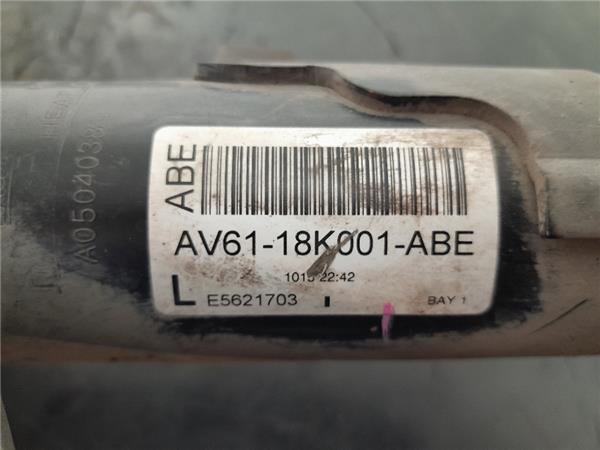 ABE
AV61-18K001-ABE
1015 22:42
L E5621703 BAY 1
A0504038